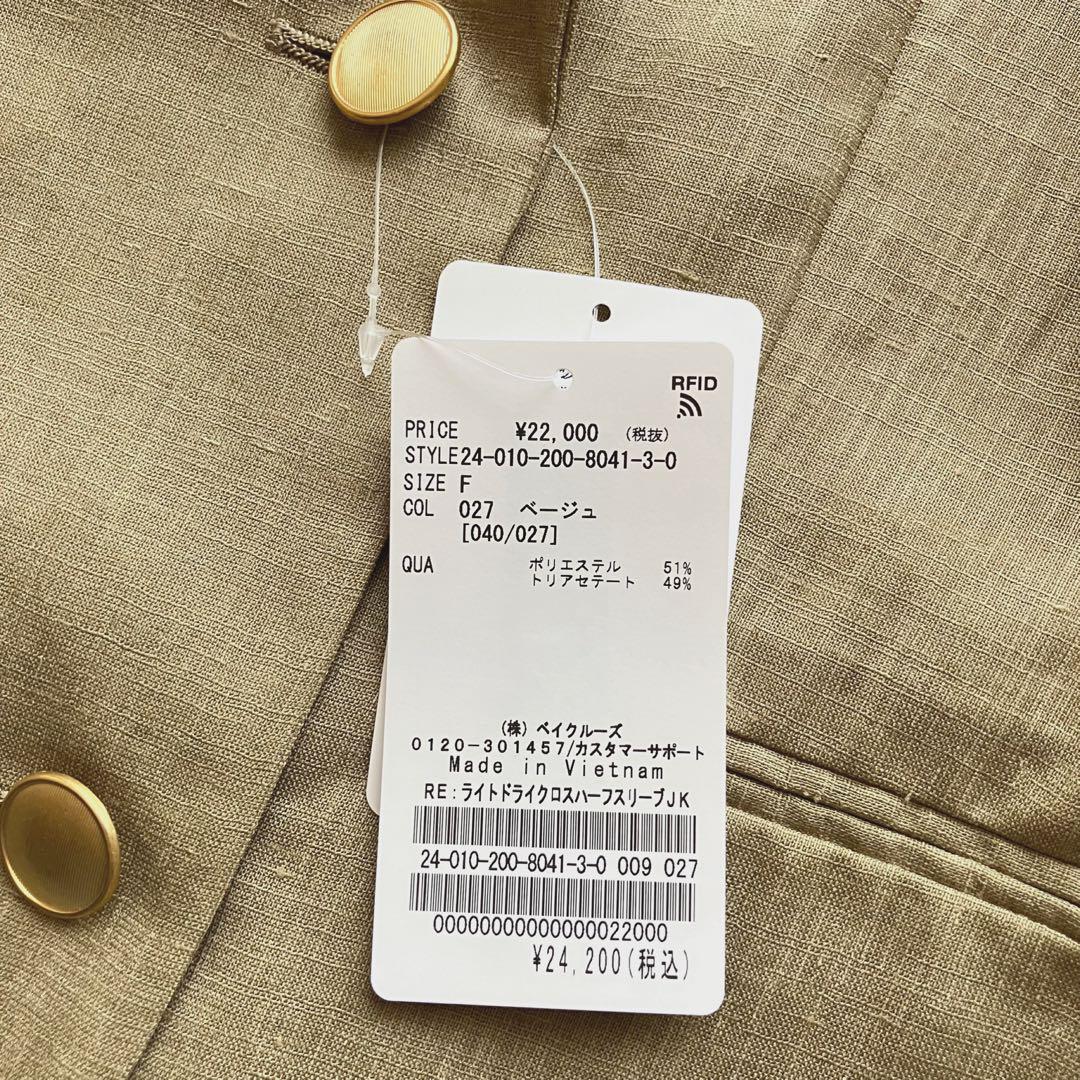 RFID
PRICE ¥22,000 (税抜)
STYLE24-010-200-8041-3-0
SIZE F
COL 027 ベージュ
[040/027]
QUA ポリエステル 51%
トリアセテート 49%
(株) ベイクルーズ
0120-301457/カスタマーサポート
Made in Vietnam
RE:ライトドライクロスハーフスリーブJK
24-010-200-8041-3-0 009 027
00000000000000022000
¥24,200(税込)